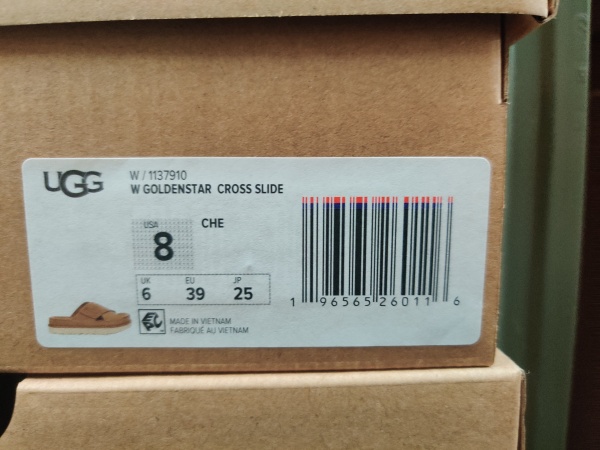 UGG
W / 1137910
W GOLDENSTAR CROSS SLIDE
USA
8
CHE
UK EU JP
6 39 25
MADE IN VIETNAM
FABRIQUÉ AU VIETNAM
1 96565 26011 6